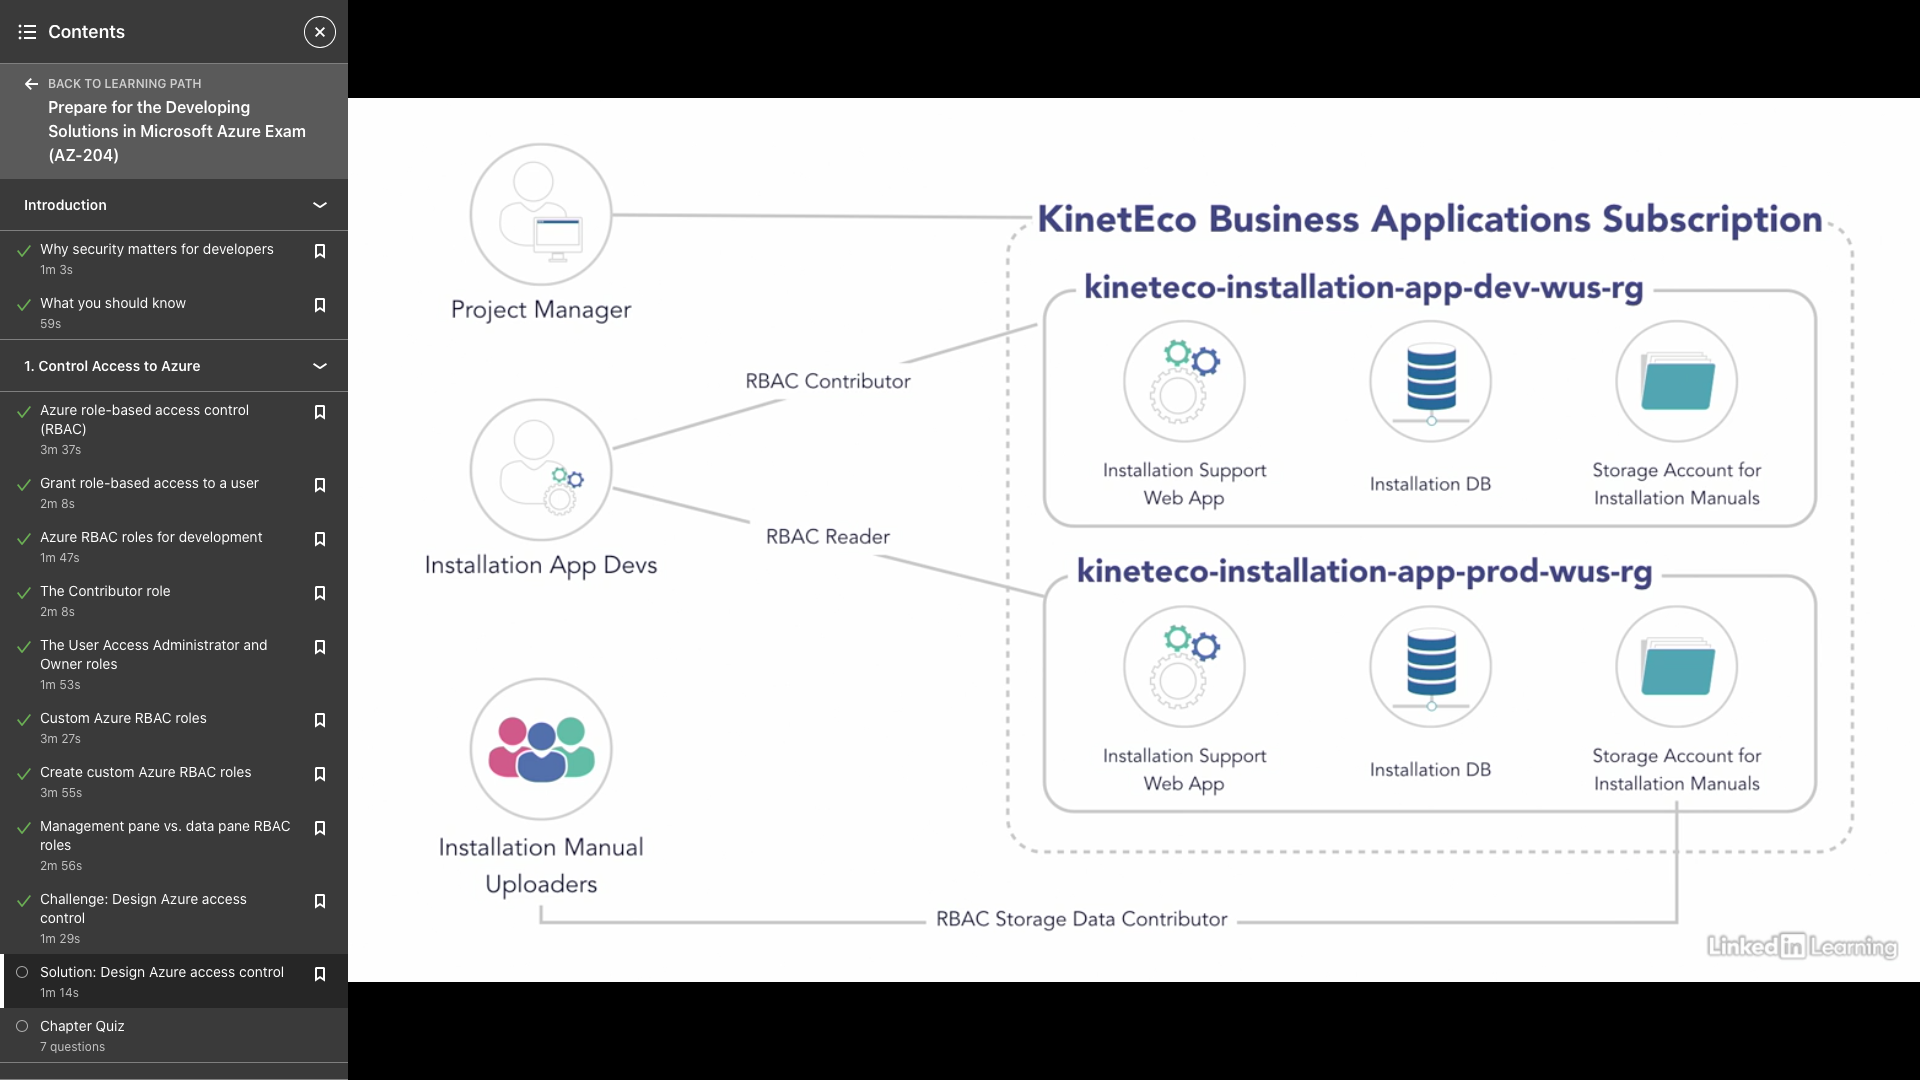 Contents
BACK TO LEARNING PATH
Prepare for the Developing
Solutions in Microsoft Azure Exam
(AZ-204)
Introduction
Why security matters for developers
1m 3s
What you should know
59s
1. Control Access to Azure
Azure role-based access control
(RBAC)
3m 37s
Grant role-based access to a user
2m 8s
Azure RBAC roles for development
1m 47s
The Contributor role
2m 8s
The User Access Administrator and
Owner roles
1m 53s
Custom Azure RBAC roles
3m 27s
Create custom Azure RBAC roles
3m 55s
Management pane vs. data pane RBAC
roles
2m 56s
Challenge: Design Azure access
control
1m 29s
Solution: Design Azure access control
1m 14s
Chapter Quiz
7 questions
Project Manager
Installation App Devs
Installation Manual
Uploaders
RBAC Contributor
RBAC Reader
RBAC Storage Data Contributor
KinetEco Business Applications Subscription
kineteco-installation-app-dev-wus-rg
Installation Support
Web App
Installation DB
Storage Account for
Installation Manuals
kineteco-installation-app-prod-wus-rg
Installation Support
Web App
Installation DB
Storage Account for
Installation Manuals
Linked in Learning